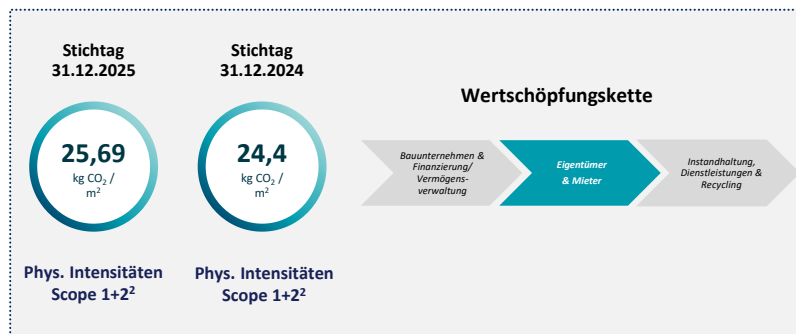 Stichtag
31.12.2025
25,69
kg CO₂ /
m²
Phys. Intensitäten
Scope 1+2²
Stichtag
31.12.2024
24,4
kg CO₂ /
m²
Phys. Intensitäten
Scope 1+2²
Wertschöpfungskette
Bauunternehmen &
Finanzierung/
Vermögens-
verwaltung
Eigentümer
& Mieter
Instandhaltung,
Dienstleistungen &
Recycling